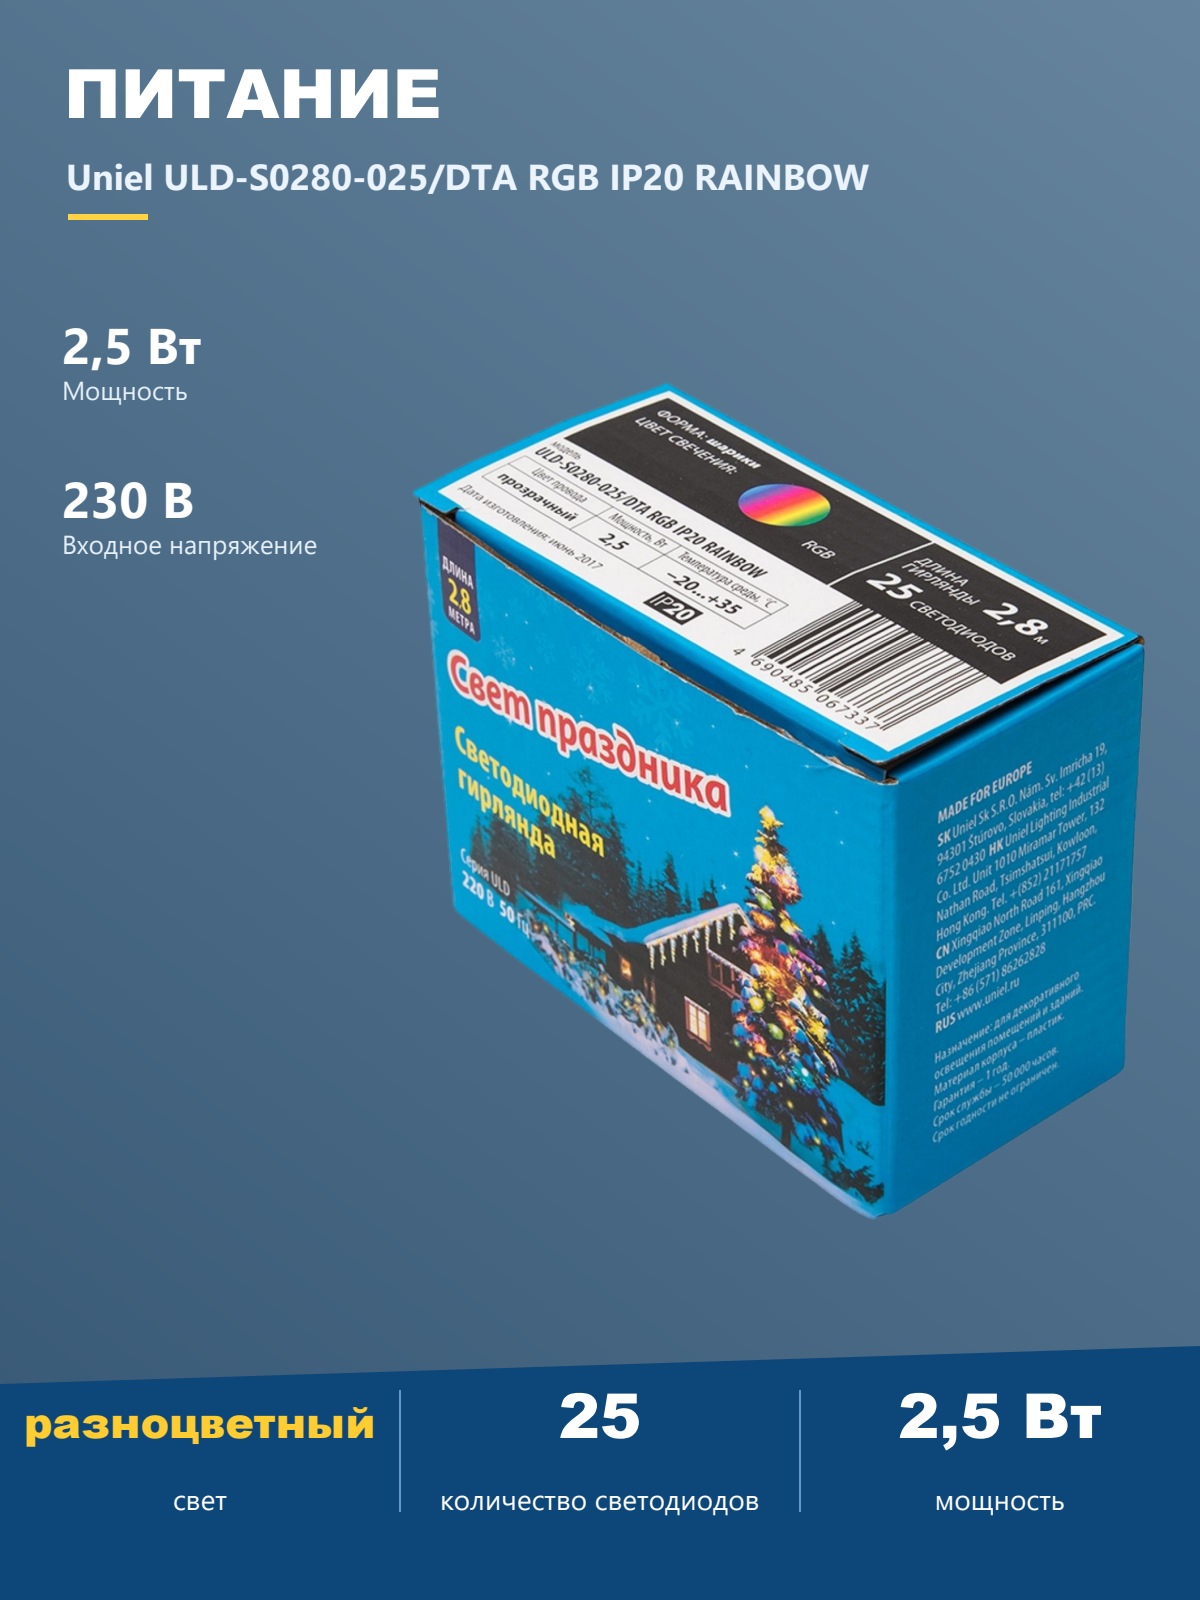 ПИТАНИЕ
Uniel ULD-S0280-025/DTA RGB IP20 RAINBOW
2,5 Вт
Мощность
230 В
Входное напряжение
ФОРМА: шарики
ЦВЕТ СВЕЧЕНИЯ:
RGB
ДЛИНА
ГИРЛЯНДЫ 2,8 м
25 СВЕТОДИОДОВ
Модель
ULD-S0280-025/DTA RGB IP20 RAINBOW
Цвет провода Мощность, Вт Температура среды, °C
прозрачный 2,5 –20...+35
Дата изготовления: июнь 2017
IP20
4 690485 067337
ДЛИНА
2,8
МЕТРА
Свет праздника
Светодиодная
гирлянда
Серия ULD
220 В 50 Гц
MADE FOR EUROPE
SK Uniel Sk S.R.O. Nám. Sv. Imricha 19,
94301 Štúrovo, Slovakia, tel: +42 (13)
6752 0430 HK Uniel Lighting Industrial
Co. Ltd. Unit 1010 Miramar Tower, 132
Nathan Road, Tsimshatsui, Kowloon,
Hong Kong. Tel. +(852) 21171757
CN Xingqiao North Road 161, Xingqiao
Development Zone, Linping, Hangzhou
City, Zhejiang Province, 311100, PRC.
Tel: +86 (571) 86262828
RUS www.uniel.ru
Назначение: для декоративного
освещения помещений и зданий.
Материал корпуса – пластик.
Гарантия – 1 год.
Срок службы – 50 000 часов.
Срок годности не ограничен.
разноцветный
свет
25
количество светодиодов
2,5 Вт
мощность